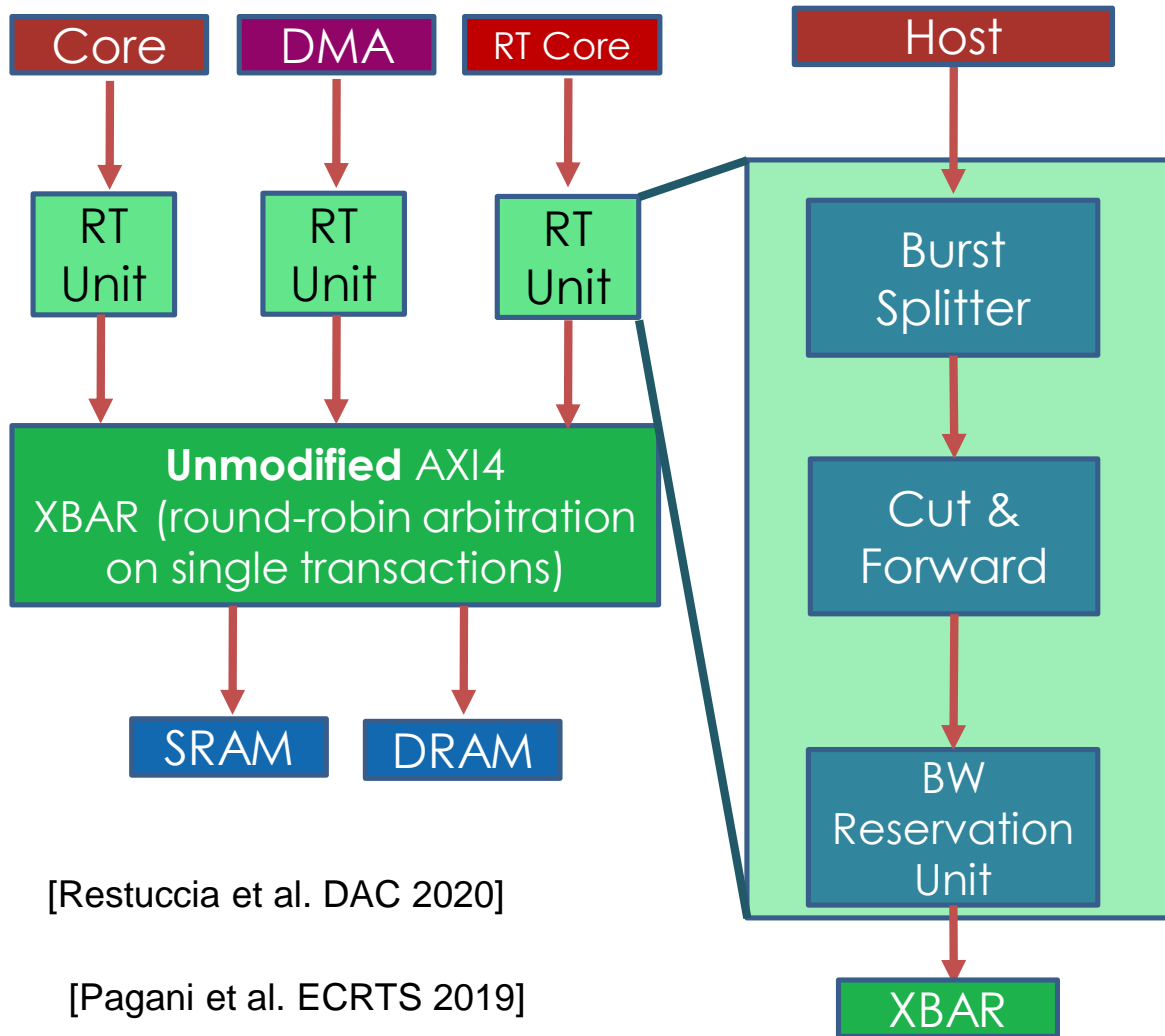 Core
DMA
RT Core
Host
RT
Unit
RT
Unit
RT
Unit
Burst
Splitter
Cut &
Forward
BW
Reservation
Unit
XBAR
Unmodified AXI4
XBAR (round-robin arbitration
on single transactions)
SRAM
DRAM
[Restuccia et al. DAC 2020]
[Pagani et al. ECRTS 2019]